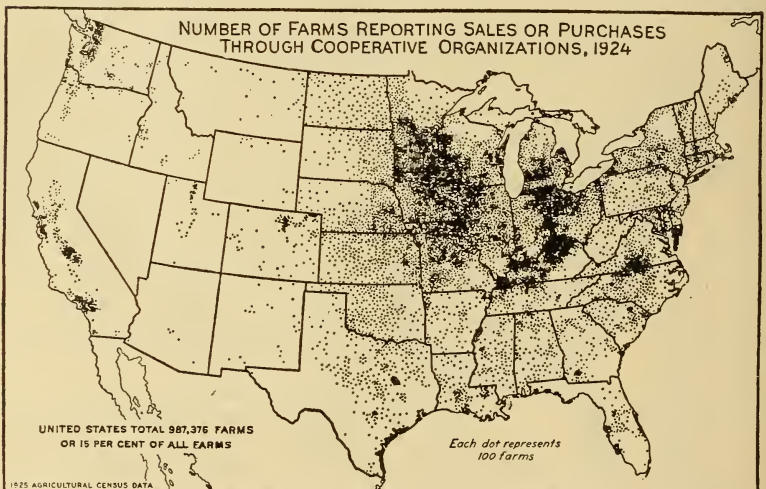 NUMBER OF FARMS REPORTING SALES OR PURCHASES
THROUGH COOPERATIVE ORGANIZATIONS, 1924
UNITED STATES TOTAL 987,376 FARMS
OR 15 PER CENT OF ALL FARMS
Each dot represents
100 farms
1925 AGRICULTURAL CENSUS DATA